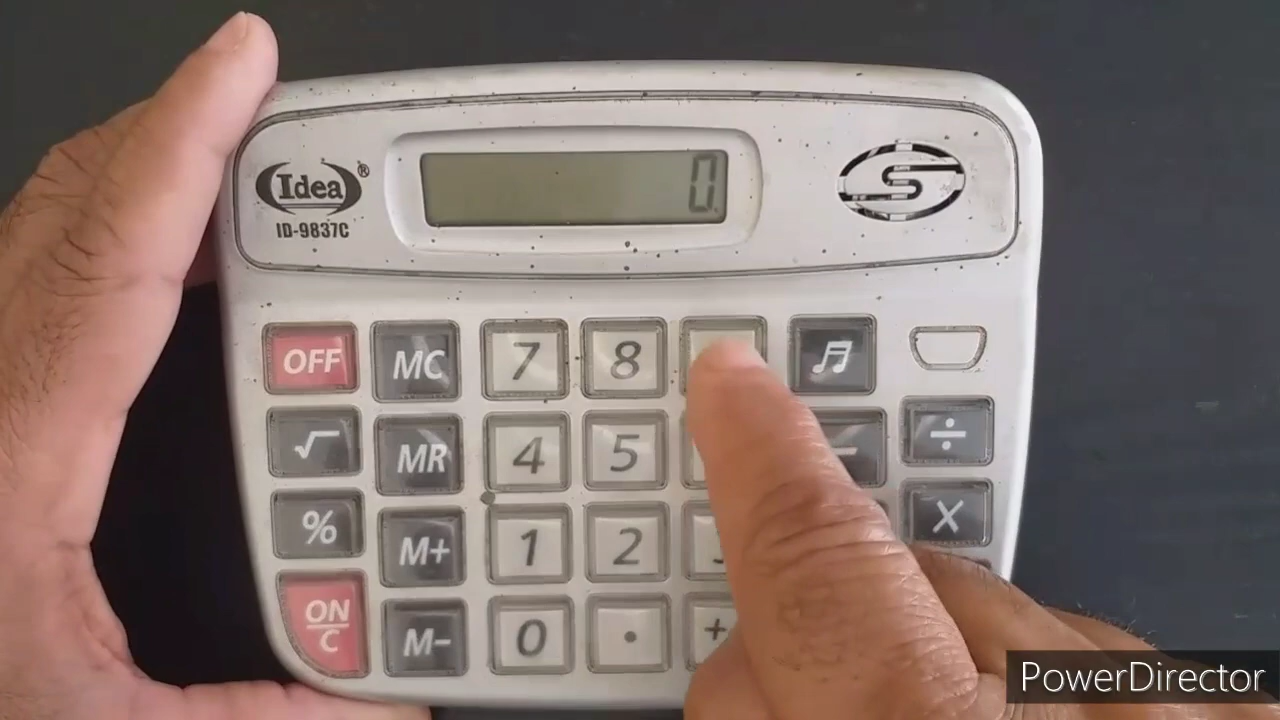 Idea®
ID-9837C
0.
OFF MC 7 8
√ MR 4 5 − ÷
% M+ 1 2 X
ON/C M− 0 . +
PowerDirector